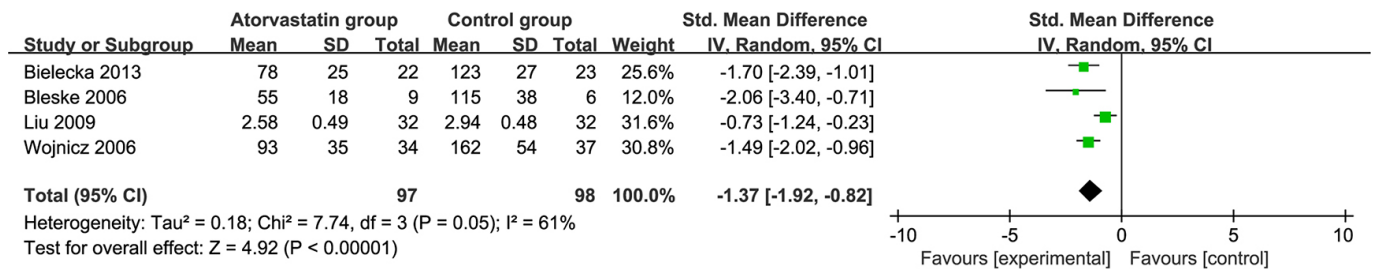 Atorvastatin group Control group Std. Mean Difference Std. Mean Difference
Study or Subgroup Mean SD Total Mean SD Total Weight IV, Random, 95% CI IV, Random, 95% CI
Bielecka 2013 78 25 22 123 27 23 25.6% -1.70 [-2.39, -1.01]
Bleske 2006 55 18 9 115 38 6 12.0% -2.06 [-3.40, -0.71]
Liu 2009 2.58 0.49 32 2.94 0.48 32 31.6% -0.73 [-1.24, -0.23]
Wojnicz 2006 93 35 34 162 54 37 30.8% -1.49 [-2.02, -0.96]
Total (95% CI) 97 98 100.0% -1.37 [-1.92, -0.82]
Heterogeneity: Tau² = 0.18; Chi² = 7.74, df = 3 (P = 0.05); I² = 61%
Test for overall effect: Z = 4.92 (P < 0.00001)
-10 -5 0 5 10
Favours [experimental] Favours [control]